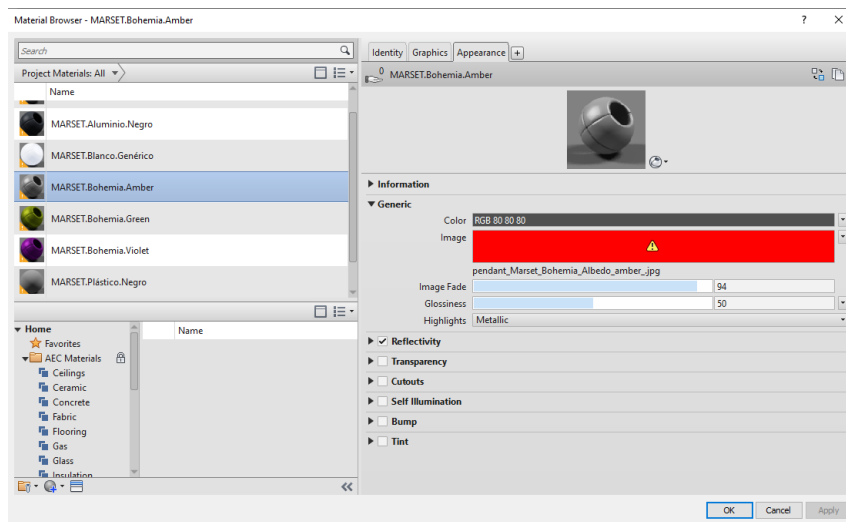 Material Browser - MARSET.Bohemia.Amber
?
Search
Project Materials: All
Name
MARSET.Aluminio.Negro
MARSET.Blanco.Genérico
MARSET.Bohemia.Amber
MARSET.Bohemia.Green
MARSET.Bohemia.Violet
MARSET.Plástico.Negro
Home
Favorites
AEC Materials
Ceilings
Ceramic
Concrete
Fabric
Flooring
Gas
Glass
Insulation
Name
Identity Graphics Appearance +
0 MARSET.Bohemia.Amber
Information
Generic
Color RGB 80 80 80
Image
pendant_Marset_Bohemia_Albedo_amber_.jpg
Image Fade 94
Glossiness 50
Highlights Metallic
Reflectivity
Transparency
Cutouts
Self Illumination
Bump
Tint
OK Cancel Apply